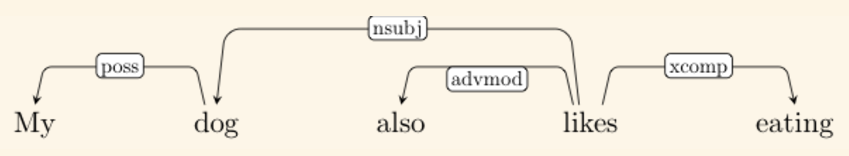 nsubj
poss advmod xcomp
My dog also likes eating